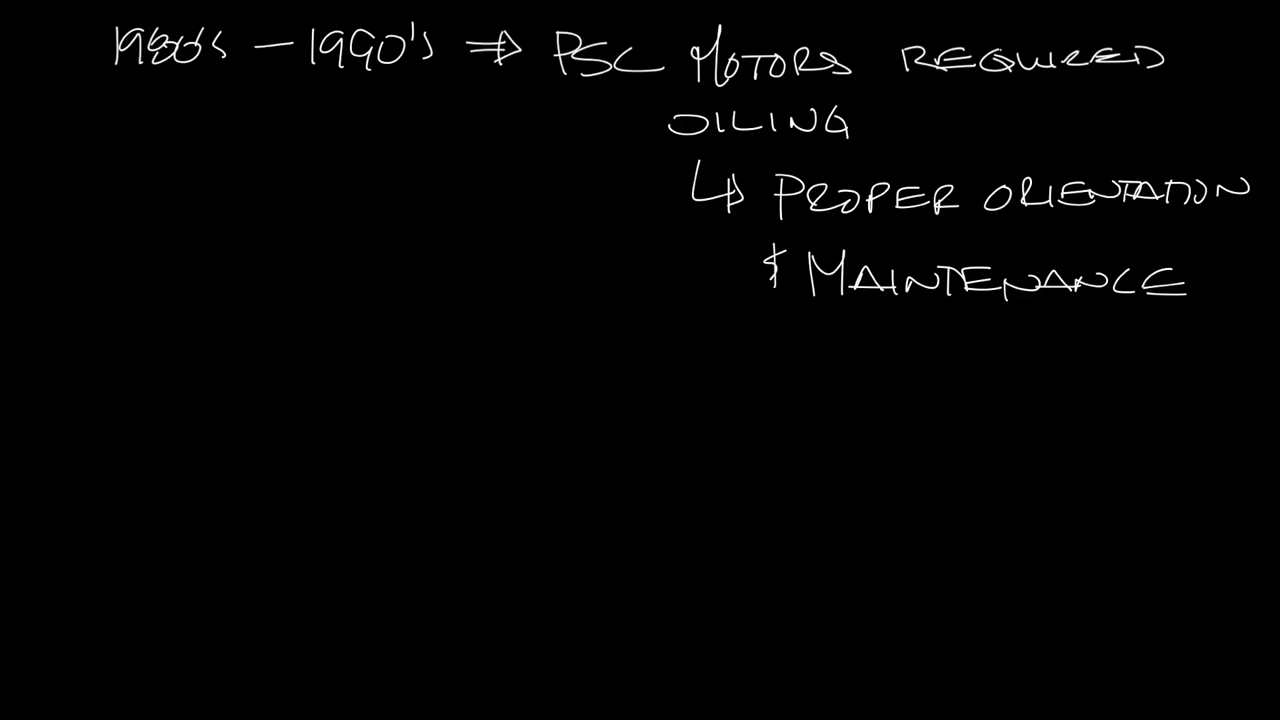 1980's - 1990's ⇒ PSC MOTORS REQUIRED
OILING
↳ PROPER ORIENTATION
& MAINTENANCE